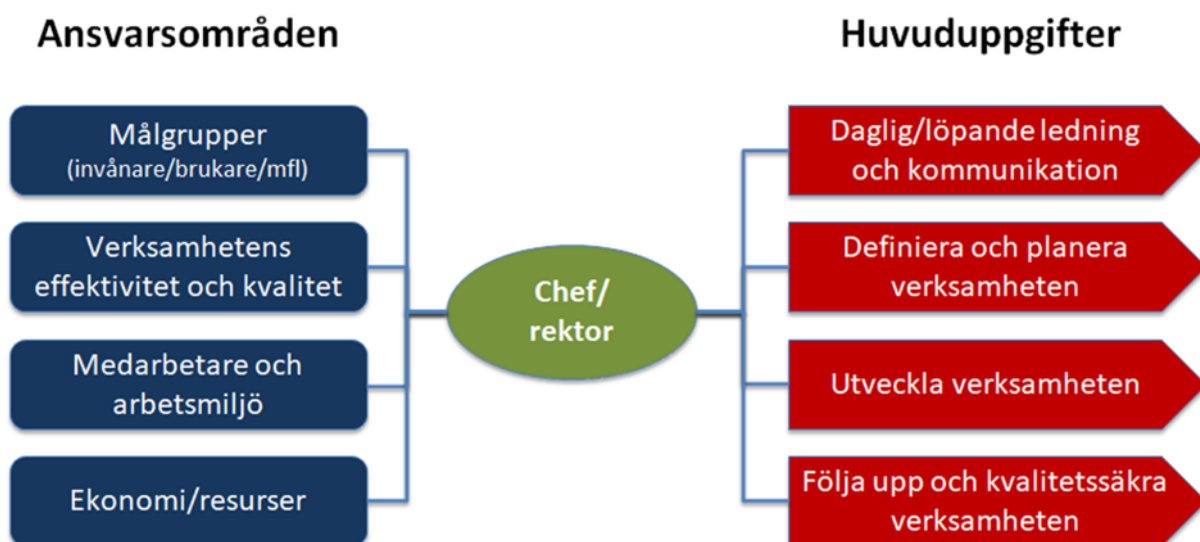 Ansvarsområden
Målgrupper
(invånare/brukare/mfl)
Verksamhetens
effektivitet och kvalitet
Medarbetare och
arbetsmiljö
Ekonomi/resurser
Chef/
rektor
Huvuduppgifter
Daglig/löpande ledning
och kommunikation
Definiera och planera
verksamheten
Utveckla verksamheten
Följa upp och kvalitetssäkra
verksamheten